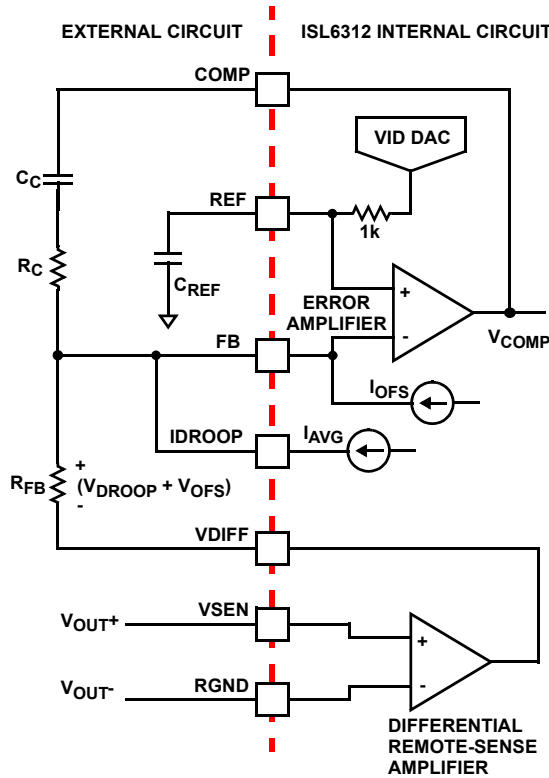 EXTERNAL CIRCUIT
ISL6312 INTERNAL CIRCUIT
COMP
VID DAC
CC
REF
1k
RC
CREF
ERROR
AMPLIFIER
+
-
VCOMP
FB
IOFS
IDROOP
IAVG
RFB
+
(VDROOP + VOFS)
-
VDIFF
VOUT+
VSEN
+
VOUT-
RGND
-
DIFFERENTIAL
REMOTE-SENSE
AMPLIFIER